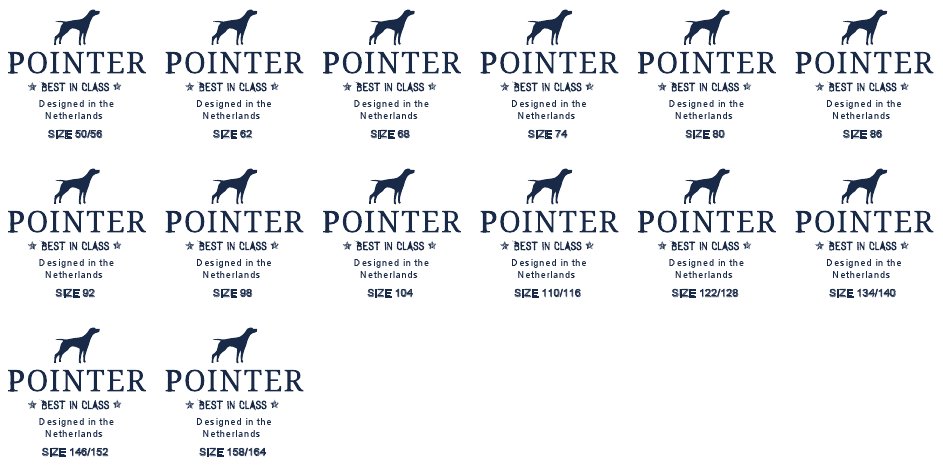 POINTER
☆ BEST IN CLASS ☆
Designed in the
Netherlands
SIZE 50/56
POINTER
☆ BEST IN CLASS ☆
Designed in the
Netherlands
SIZE 62
POINTER
☆ BEST IN CLASS ☆
Designed in the
Netherlands
SIZE 68
POINTER
☆ BEST IN CLASS ☆
Designed in the
Netherlands
SIZE 74
POINTER
☆ BEST IN CLASS ☆
Designed in the
Netherlands
SIZE 80
POINTER
☆ BEST IN CLASS ☆
Designed in the
Netherlands
SIZE 86
POINTER
☆ BEST IN CLASS ☆
Designed in the
Netherlands
SIZE 92
POINTER
☆ BEST IN CLASS ☆
Designed in the
Netherlands
SIZE 98
POINTER
☆ BEST IN CLASS ☆
Designed in the
Netherlands
SIZE 104
POINTER
☆ BEST IN CLASS ☆
Designed in the
Netherlands
SIZE 110/116
POINTER
☆ BEST IN CLASS ☆
Designed in the
Netherlands
SIZE 122/128
POINTER
☆ BEST IN CLASS ☆
Designed in the
Netherlands
SIZE 134/140
POINTER
☆ BEST IN CLASS ☆
Designed in the
Netherlands
SIZE 146/152
POINTER
☆ BEST IN CLASS ☆
Designed in the
Netherlands
SIZE 158/164